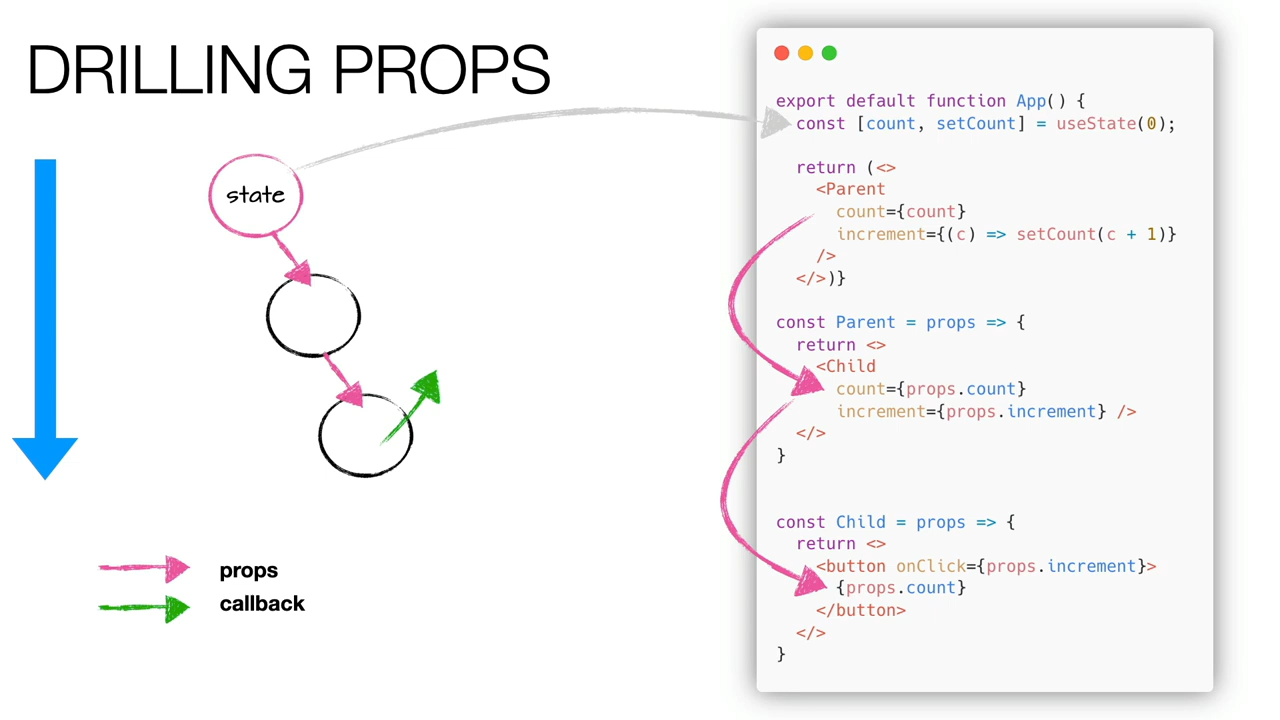 DRILLING PROPS
state
props
callback
export default function App() {
const [count, setCount] = useState(0);
return (<>
<Parent
count={count}
increment={(c) => setCount(c + 1)}
/>
</>)}
const Parent = props => {
return <>
<Child
count={props.count}
increment={props.increment} />
</>
}
const Child = props => {
return <>
<button onClick={props.increment}>
{props.count}
</button>
</>
}